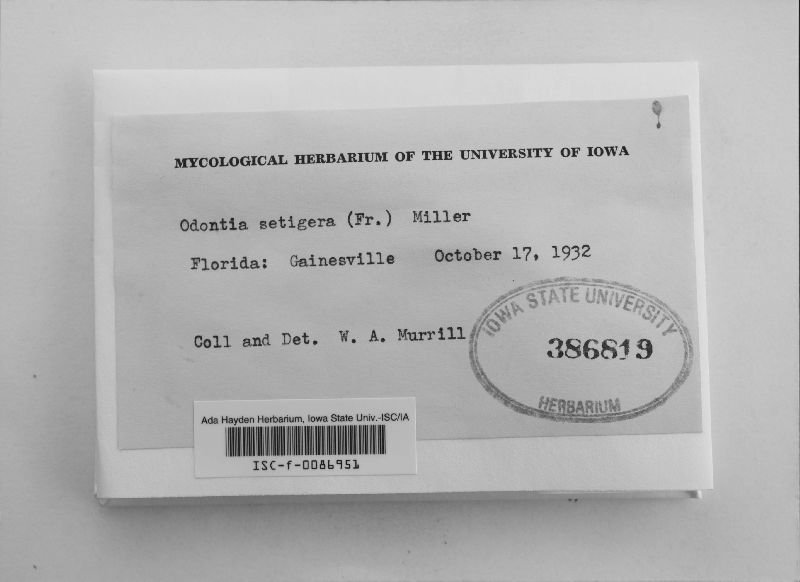 MYCOLOGICAL HERBARIUM OF THE UNIVERSITY OF IOWA
Odontia setigera (Fr.) Miller
Florida: Gainesville October 17, 1932
Coll and Det. W. A. Murrill
IOWA STATE UNIVERSITY
386819
HERBARIUM
Ada Hayden Herbarium, Iowa State Univ.-ISC/IA
ISC-f-0086951